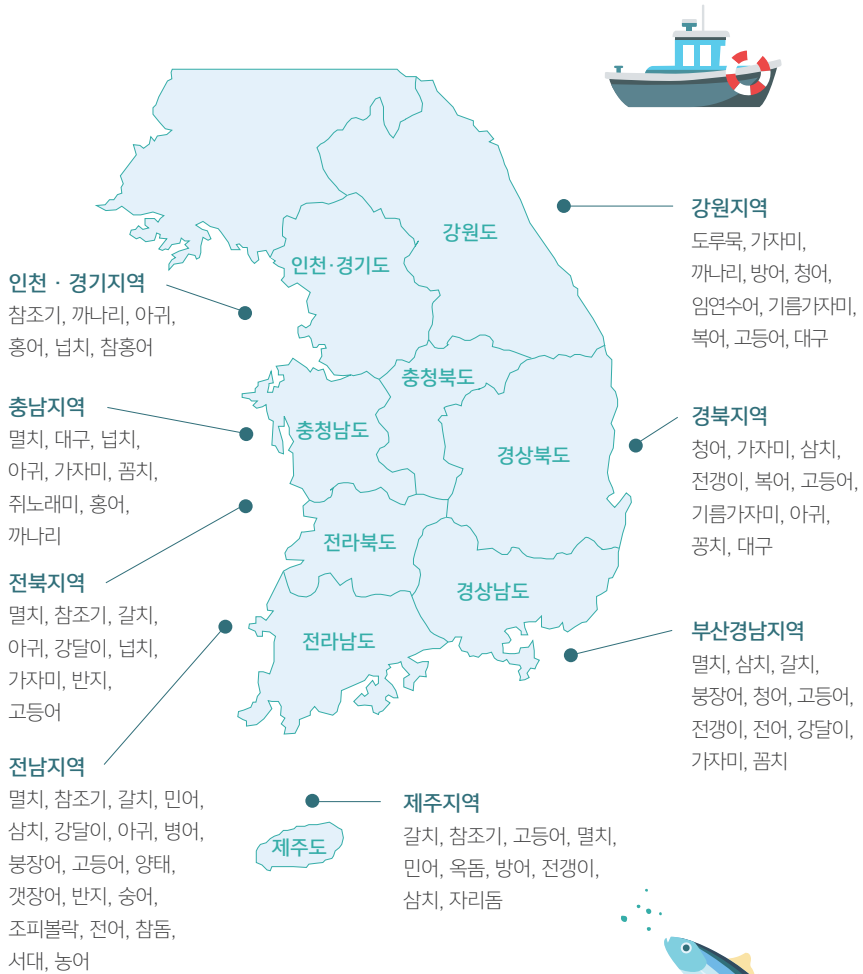 강원지역
도루묵, 가자미,
까나리, 방어, 청어,
임연수어, 기름가자미,
복어, 고등어, 대구
강원도
인천·경기도
인천 · 경기지역
참조기, 까나리, 아귀,
홍어, 넙치, 참홍어
충청북도
충남지역
멸치, 대구, 넙치,
아귀, 가자미, 꼼치,
쥐노래미, 홍어,
까나리
충청남도
경상북도
경북지역
청어, 가자미, 삼치,
전갱이, 복어, 고등어,
기름가자미, 아귀,
꽁치, 대구
전라북도
전북지역
멸치, 참조기, 갈치,
아귀, 강달이, 넙치,
가자미, 반지,
고등어
경상남도
전라남도
부산경남지역
멸치, 삼치, 갈치,
붕장어, 청어, 고등어,
전갱이, 전어, 강달이,
가자미, 꼼치
전남지역
멸치, 참조기, 갈치, 민어,
삼치, 강달이, 아귀, 병어,
붕장어, 고등어, 양태,
갯장어, 반지, 숭어,
조피볼락, 전어, 참돔,
서대, 농어
제주도
제주지역
갈치, 참조기, 고등어, 멸치,
민어, 옥돔, 방어, 전갱이,
삼치, 자리돔